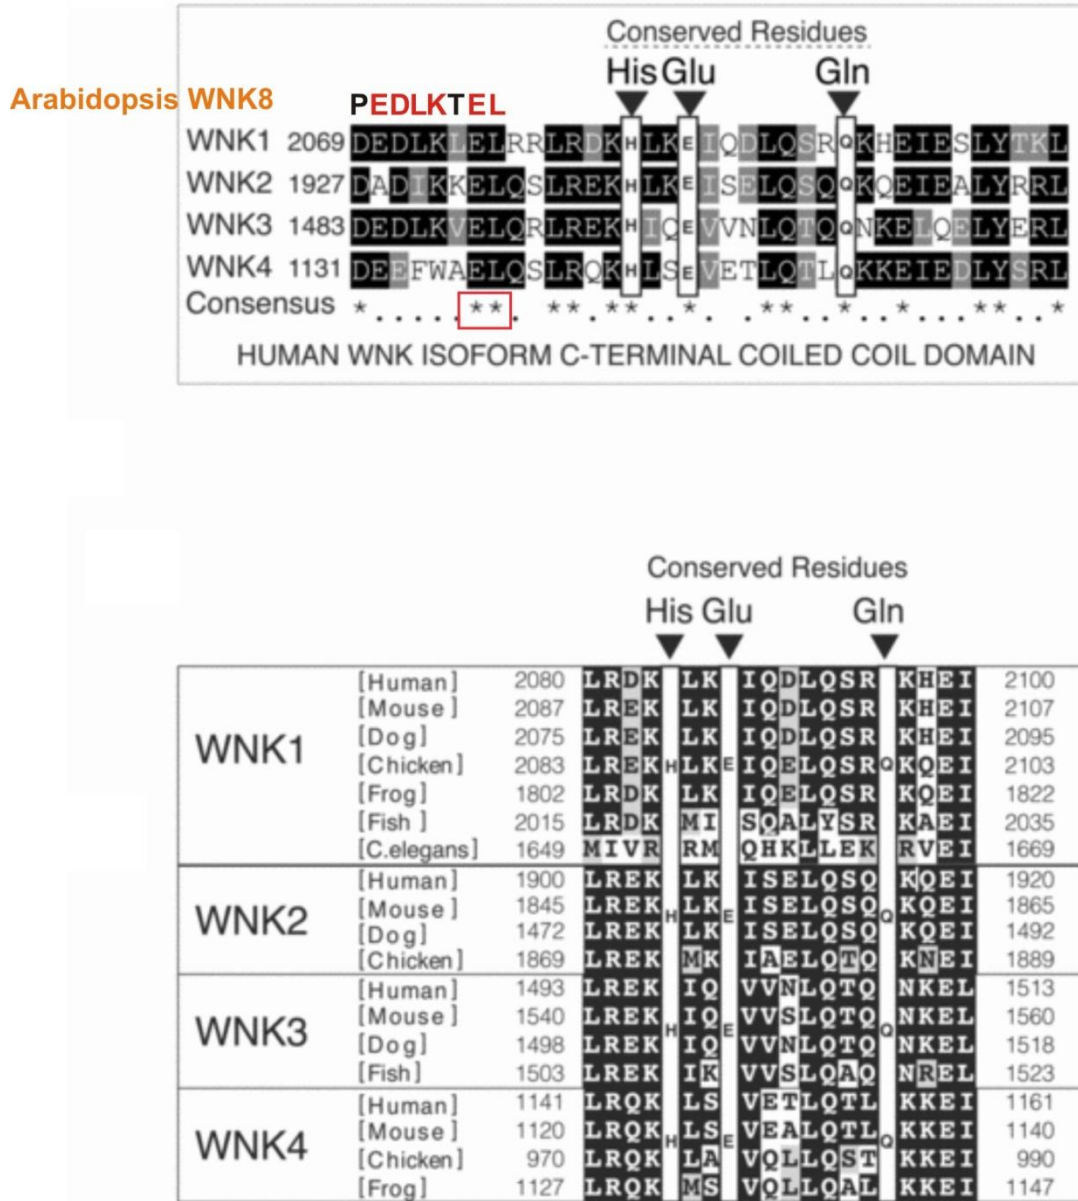 Conserved Residues
His Glu Gln
Arabidopsis WNK8 PEDLKTEL
WNK1 2069 DEDLKLELRRLRDKHLKEIQDLQSRQKHEIESLYTKL
WNK2 1927 DADIKKELQSLREKHLKEISELQSQQKQEIEALYRRL
WNK3 1483 DEDLKVELQRLREKHIQEVVNLQTQQNKELQELYERL
WNK4 1131 DEEFWAELQSLRQKHLSEVETLQTLQKKEIEDLYSRL
Consensus *.....**. **.**..*. .**..*..*...**..*
HUMAN WNK ISOFORM C-TERMINAL COILED COIL DOMAIN
Conserved Residues
His Glu Gln
WNK1
[Human] 2080 LRDK LK IQDLQSR KHEI 2100
[Mouse] 2087 LREK LK IQDLQSR KHEI 2107
[Dog] 2075 LREK LK IQDLQSR KHEI 2095
[Chicken] 2083 LREK H LK E IQELQSR Q KQEI 2103
[Frog] 1802 LRDK LK IQELQSR KQEI 1822
[Fish] 2015 LRDK MI SQALYSR KAEI 2035
[C.elegans] 1649 MIVR RM QHKLLEK RVEI 1669
WNK2
[Human] 1900 LREK LK ISELQSQ KQEI 1920
[Mouse] 1845 LREK H LK E ISELQSQ Q KQEI 1865
[Dog] 1472 LREK LK ISELQSQ KQEI 1492
[Chicken] 1869 LREK MK IAELQTQ KNEI 1889
WNK3
[Human] 1493 LREK IQ VVNLQTQ NKEL 1513
[Mouse] 1540 LREK H IQ E VVSLQTQ Q NKEL 1560
[Dog] 1498 LREK IQ VVNLQTQ NKEL 1518
[Fish] 1503 LREK IK VVSLQAQ NREL 1523
WNK4
[Human] 1141 LRQK LS VETLQTL KKEI 1161
[Mouse] 1120 LRQK H LS E VEALQTL Q KKEI 1140
[Chicken] 970 LRQK LA VQLLQST KKEI 990
[Frog] 1127 LRQK MS VQLLQAL KKEI 1147